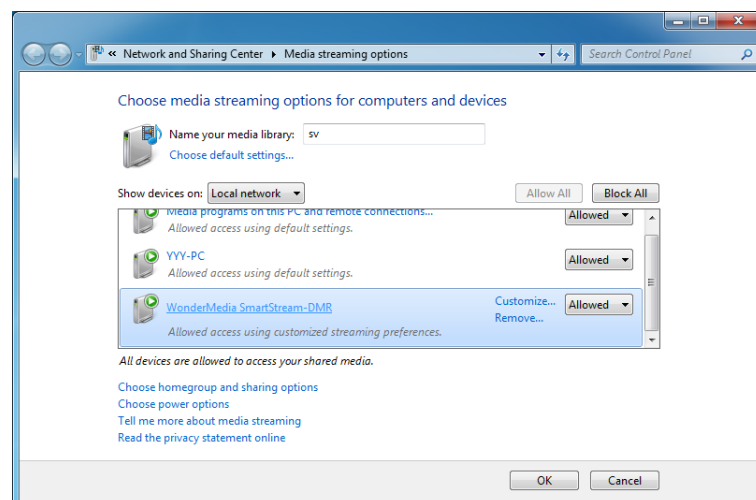 « Network and Sharing Center ▸ Media streaming options
Search Control Panel
Choose media streaming options for computers and devices
Name your media library: sv
Choose default settings...
Show devices on: Local network
Allow All
Block All
Media programs on this PC and remote connections...
Allowed access using default settings.
Allowed
YYY-PC
Allowed access using default settings.
Allowed
WonderMedia SmartStream-DMR
Allowed access using customized streaming preferences.
Customize...
Remove...
Allowed
All devices are allowed to access your shared media.
Choose homegroup and sharing options
Choose power options
Tell me more about media streaming
Read the privacy statement online
OK
Cancel